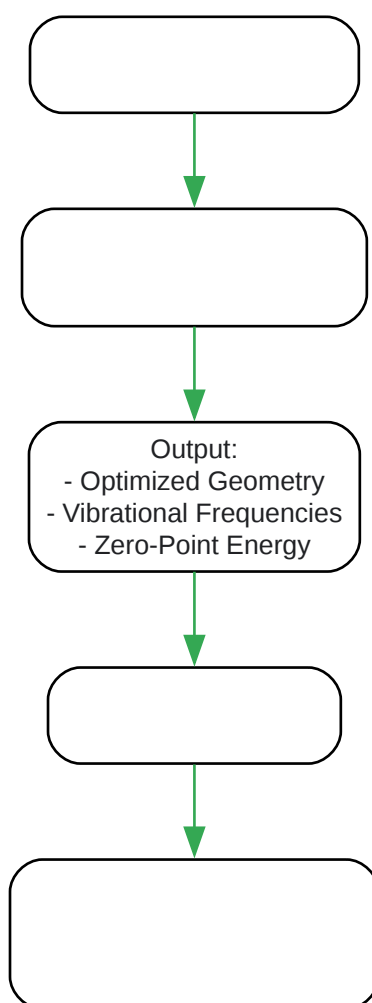 Output:
- Optimized Geometry
- Vibrational Frequencies
- Zero-Point Energy